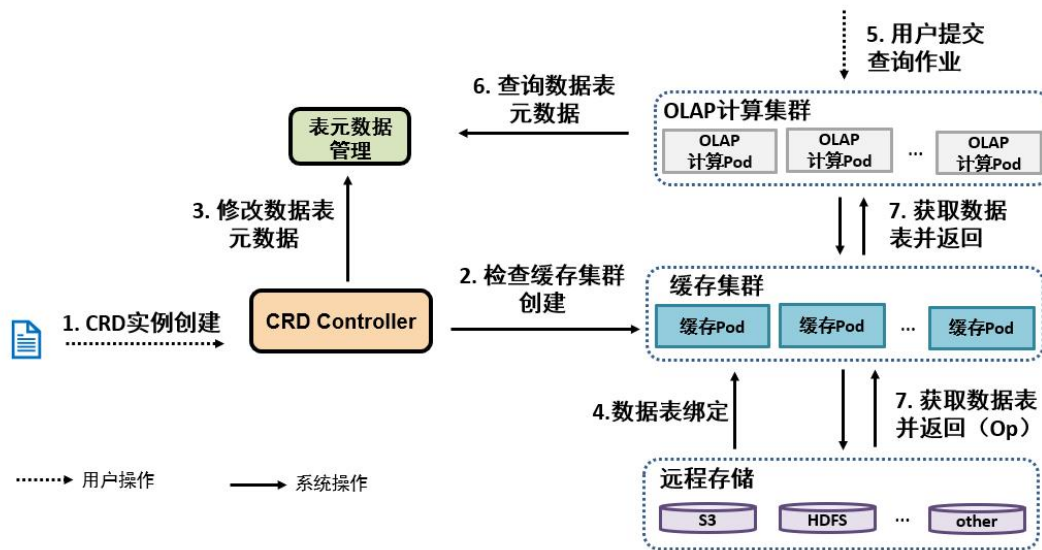 5. 用户提交
查询作业
6. 查询数据表
元数据
OLAP计算集群
OLAP
计算Pod
OLAP
计算Pod
...
OLAP
计算Pod
表元数据
管理
3. 修改数据表
元数据
7. 获取数据
表并返回
2. 检查缓存集群
创建
缓存集群
缓存Pod
缓存Pod
...
缓存Pod
1. CRD实例创建
CRD Controller
4.数据表绑定
7. 获取数据表
并返回（Op）
用户操作
系统操作
远程存储
S3
HDFS
...
other